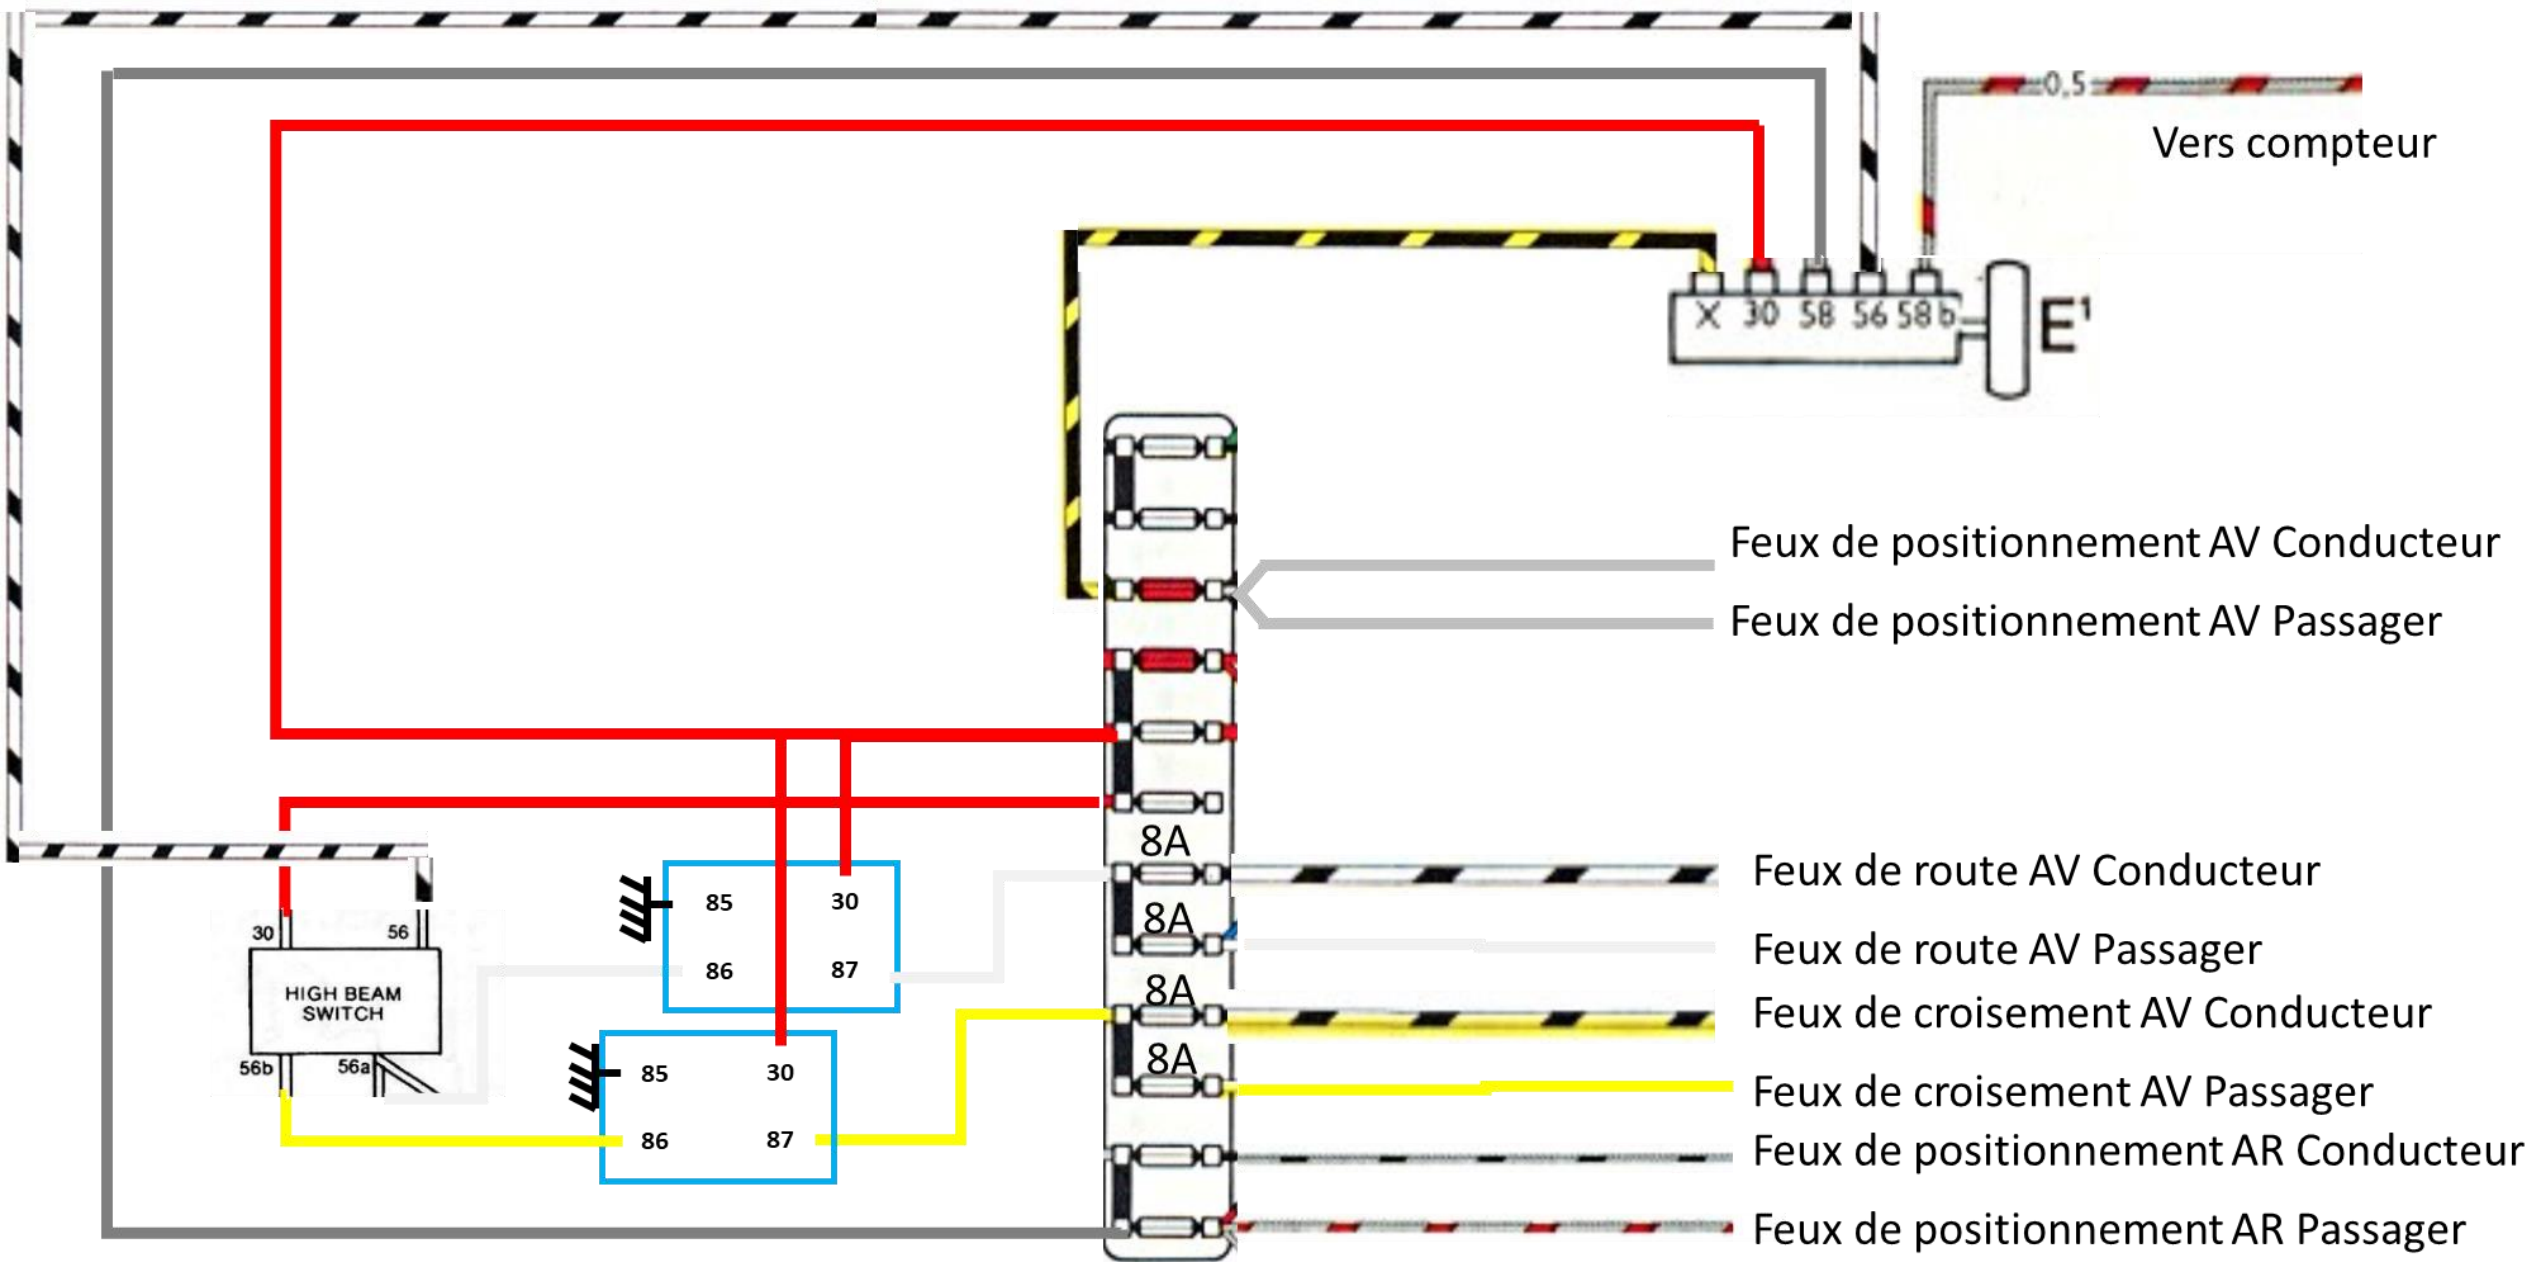 0,5
Vers compteur
X 30 58 56 58 b
E¹
Feux de positionnement AV Conducteur
Feux de positionnement AV Passager
8A
Feux de route AV Conducteur
85 30
8A
30 56
Feux de route AV Passager
86 87
8A
HIGH BEAM
SWITCH
Feux de croisement AV Conducteur
8A
56b 56a
85 30
Feux de croisement AV Passager
86 87
Feux de positionnement AR Conducteur
Feux de positionnement AR Passager